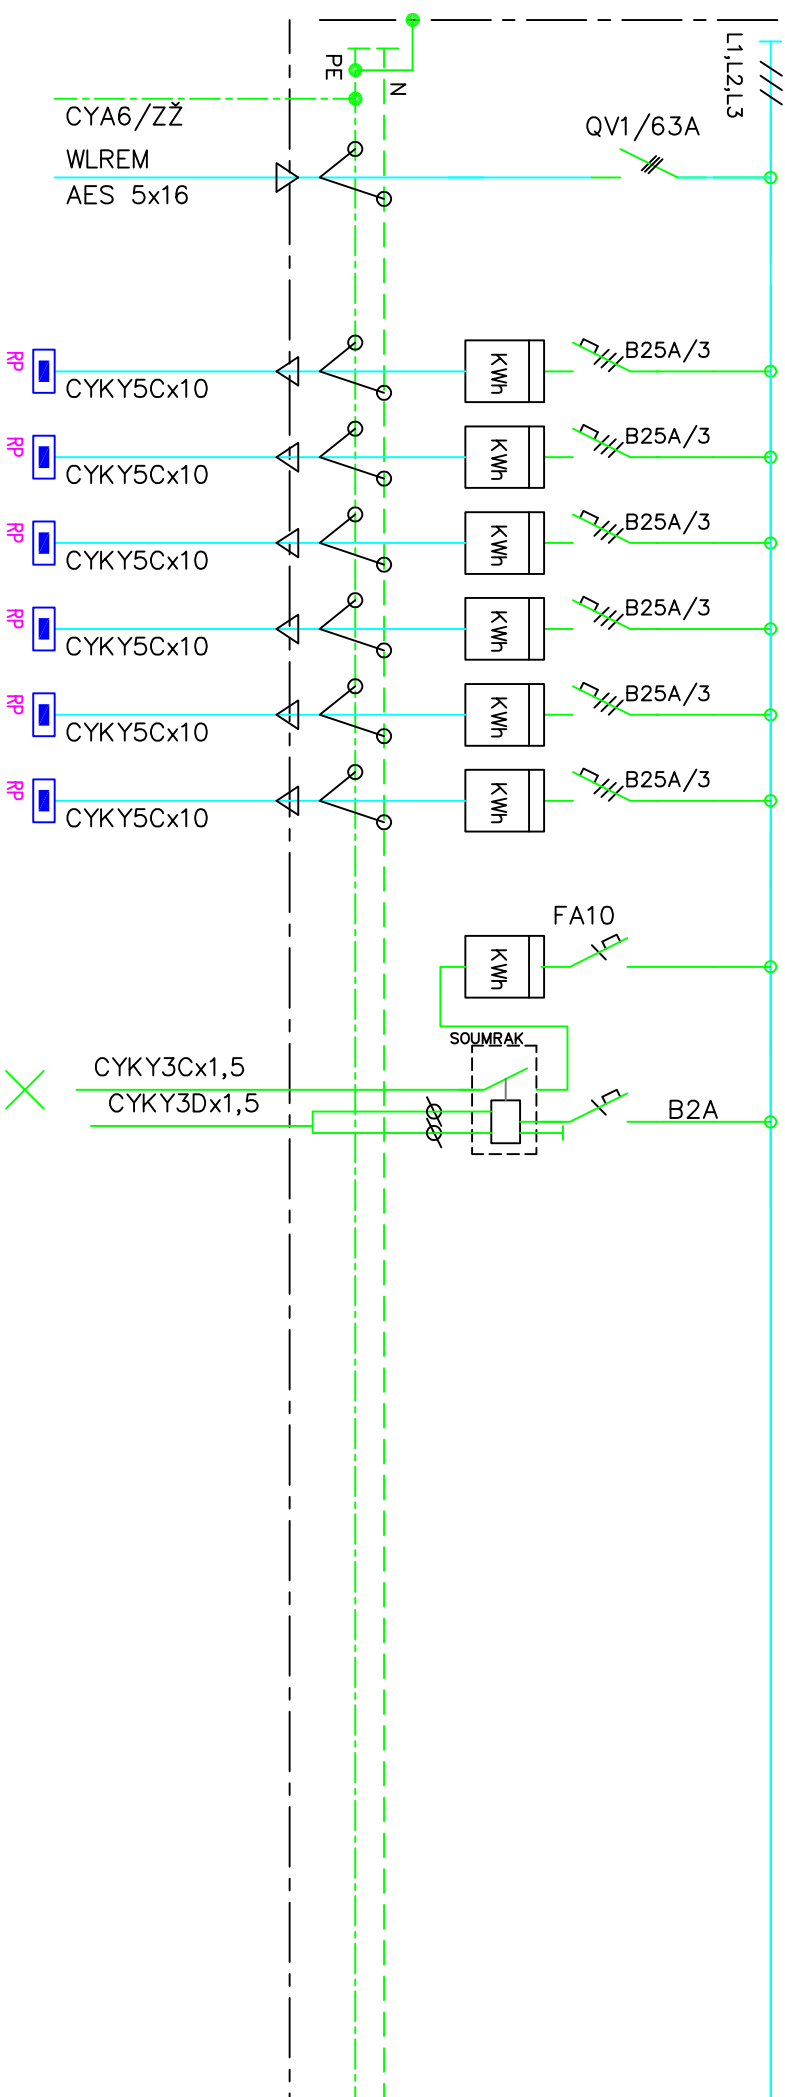 L1,L2,L3
PE
N
CYA6/ZŽ
QV1/63A
WLREM
AES 5x16
B25A/3
KWh
RP
CYKY5Cx10
B25A/3
KWh
RP
CYKY5Cx10
B25A/3
KWh
RP
CYKY5Cx10
B25A/3
KWh
RP
CYKY5Cx10
B25A/3
KWh
RP
CYKY5Cx10
B25A/3
KWh
RP
CYKY5Cx10
FA10
KWh
SOUMRAK
CYKY3Cx1,5
CYKY3Dx1,5
B2A